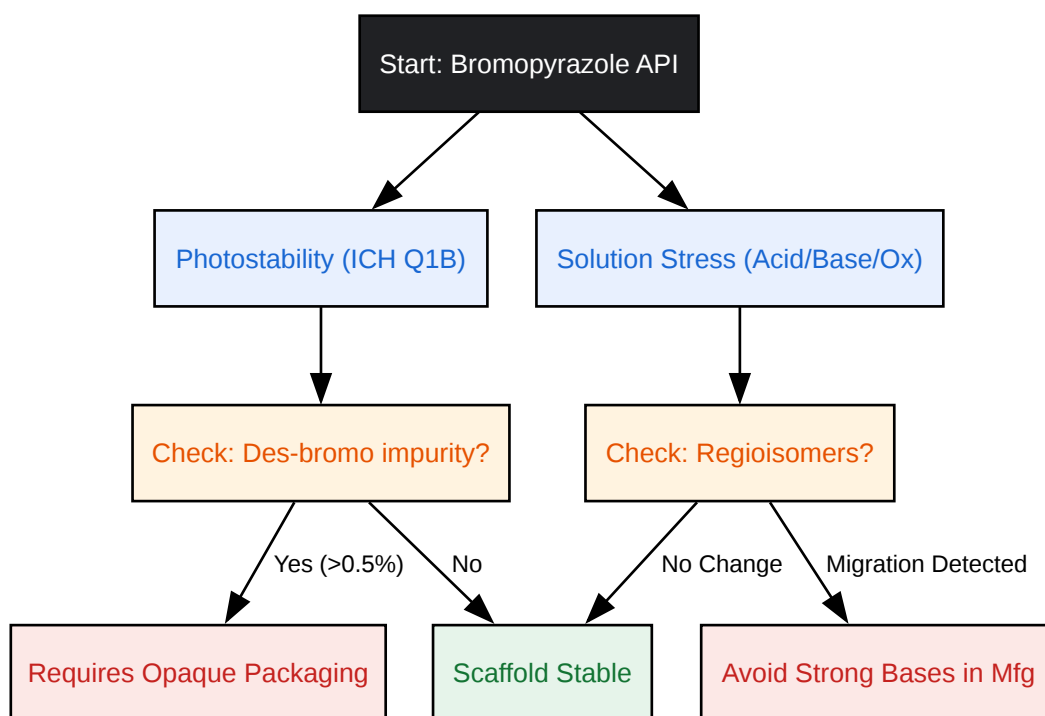 Start: Bromopyrazole API
Photostability (ICH Q1B)
Solution Stress (Acid/Base/Ox)
Check: Des-bromo impurity?
Check: Regioisomers?
Yes (>0.5%)
No
No Change
Migration Detected
Requires Opaque Packaging
Scaffold Stable
Avoid Strong Bases in Mfg